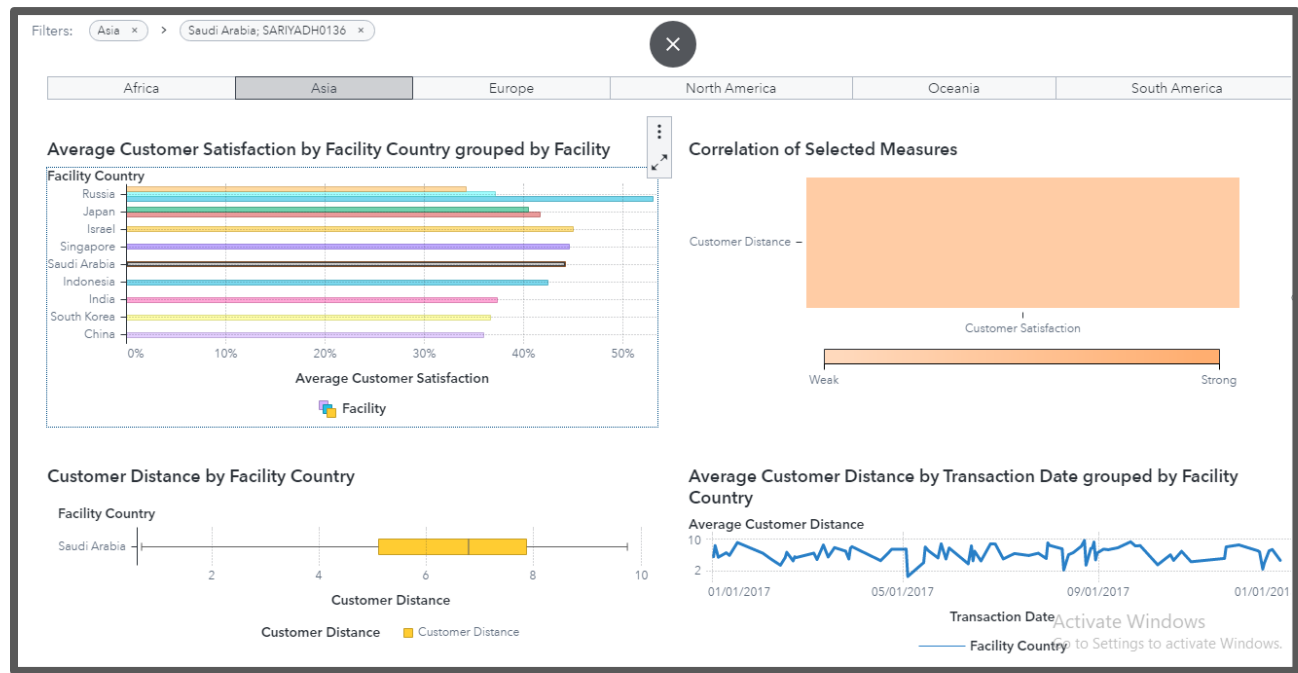 Filters: Asia × > Saudi Arabia; SARIYADH0136 ×
Africa Asia Europe North America Oceania South America
Average Customer Satisfaction by Facility Country grouped by Facility
Facility Country
Russia
Japan
Israel
Singapore
Saudi Arabia
Indonesia
India
South Korea
China
0% 10% 20% 30% 40% 50%
Average Customer Satisfaction
Facility
Correlation of Selected Measures
Customer Distance
Customer Satisfaction
Weak Strong
Customer Distance by Facility Country
Facility Country
Saudi Arabia
2 4 6 8 10
Customer Distance
Customer Distance Customer Distance
Average Customer Distance by Transaction Date grouped by Facility
Country
Average Customer Distance
10
2
01/01/2017 05/01/2017 09/01/2017 01/01/201
Transaction Date
Facility Country
Activate Windows
Go to Settings to activate Windows.